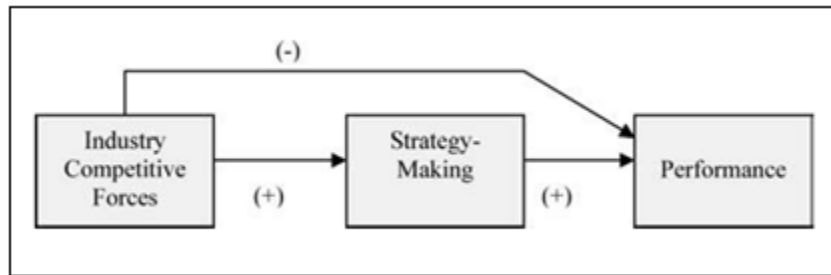 (-)
Industry
Competitive
Forces
(+)
Strategy-
Making
(+)
Performance